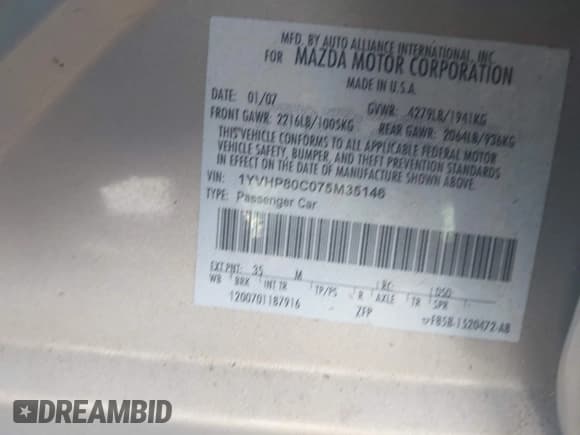 MFD. BY AUTO ALLIANCE INTERNATIONAL, INC.
FOR MAZDA MOTOR CORPORATION
MADE IN U.S.A.
01/07 GVWR: 4279LB/1941KG
FRONT GAWR: 2216LB/1005KG REAR GAWR: 2064LB/936KG
THIS VEHICLE CONFORMS TO ALL APPLICABLE FEDERAL MOTOR
VEHICLE SAFETY, BUMPER, AND THEFT PREVENTION STANDARDS
IN EFFECT ON THE DATE OF MANUFACTURE SHOWN ABOVE.
VIN: 1YVHP80C075M35146
TYPE: Passenger Car
EXT PNT: 35 M RC: DSO:
WB BRK INT TR TP/PS R AXLE TR SPR
1200701187916 ZFP F85B-1520472-AB
DREAMBID